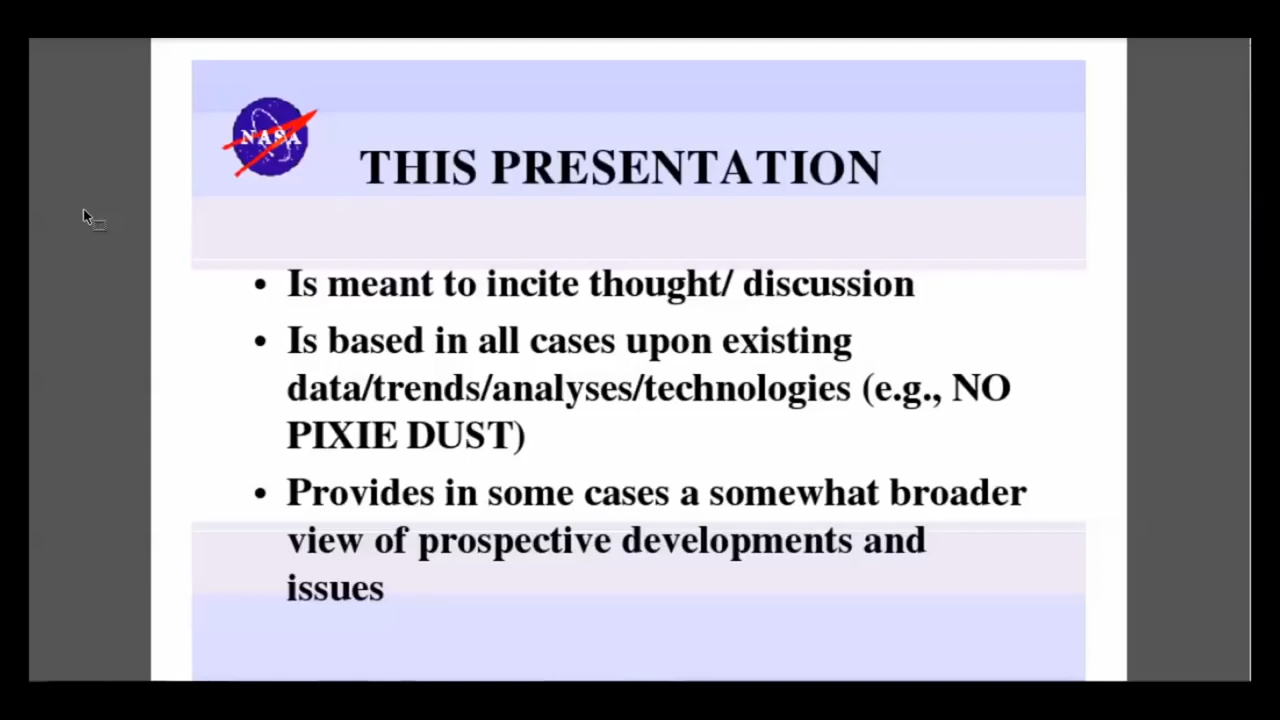 NASA
THIS PRESENTATION
• Is meant to incite thought/ discussion
• Is based in all cases upon existing
data/trends/analyses/technologies (e.g., NO
PIXIE DUST)
• Provides in some cases a somewhat broader
view of prospective developments and
issues